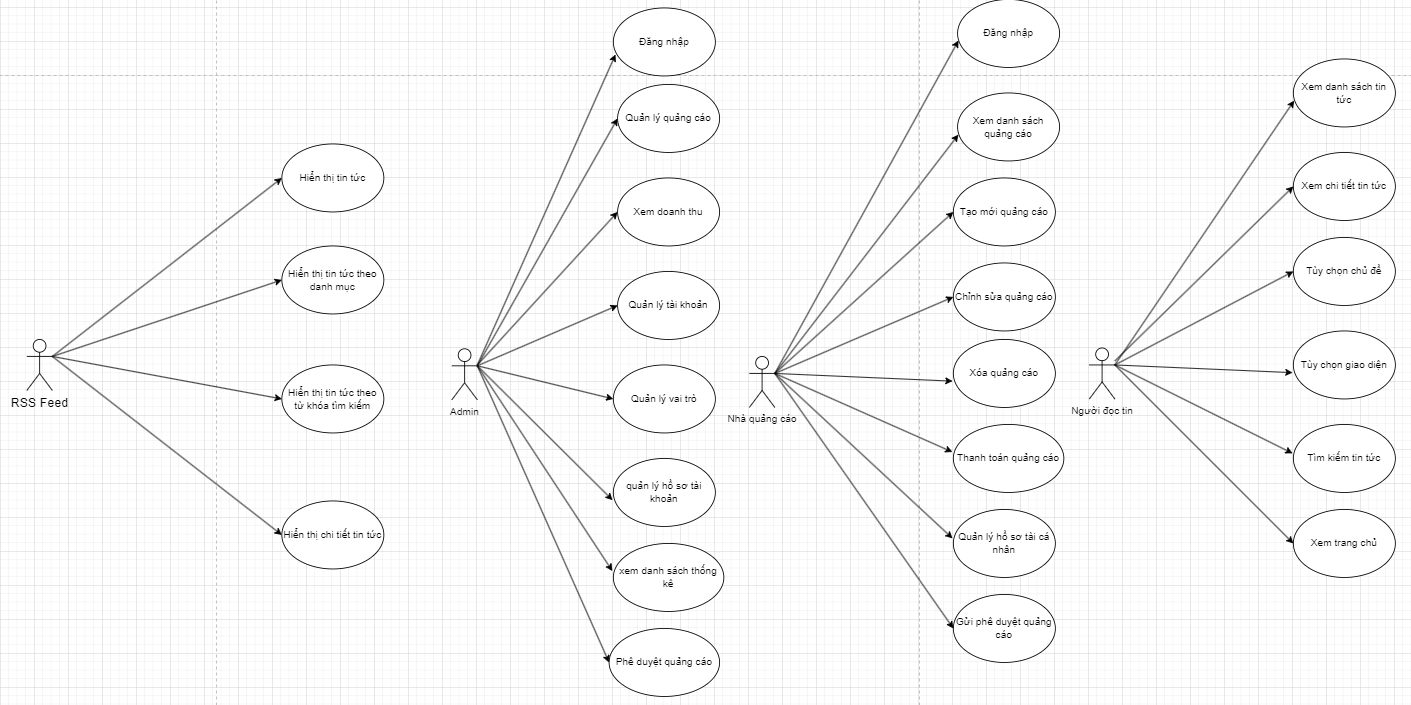 RSS Feed
Hiển thị tin tức
Hiển thị tin tức theo
danh mục
Hiển thị tin tức theo
từ khóa tìm kiếm
Hiển thị chi tiết tin tức
Admin
Đăng nhập
Quản lý quảng cáo
Xem doanh thu
Quản lý tài khoản
Quản lý vai trò
quản lý hồ sơ tài
khoản
xem danh sách thống
kê
Phê duyệt quảng cáo
Nhà quảng cáo
Đăng nhập
Xem danh sách
quảng cáo
Tạo mới quảng cáo
Chỉnh sửa quảng cáo
Xóa quảng cáo
Thanh toán quảng cáo
Quản lý hồ sơ tài cá
nhân
Gửi phê duyệt quảng
cáo
Người đọc tin
Xem danh sách tin
tức
Xem chi tiết tin tức
Tùy chọn chủ đề
Tùy chọn giao diện
Tìm kiếm tin tức
Xem trang chủ